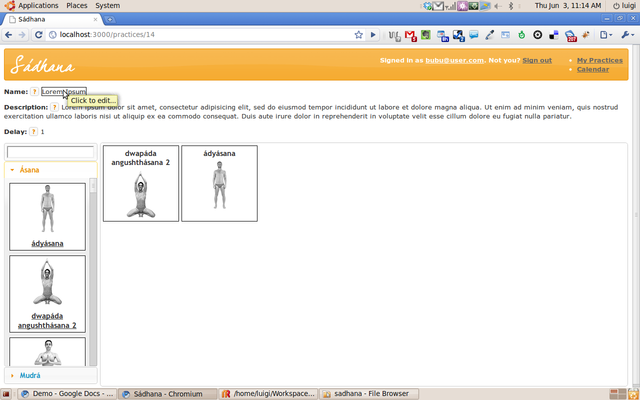 Applications Places System
Thu Jun 3, 11:14 AM luigi
Sádhana
localhost:3000/practices/14
Sádhana
Signed in as bubu@user.com. Not you? Sign out
My Practices
Calendar
Name: ? Lorem Ipsum
Click to edit...
Description: ? Lorem ipsum dolor sit amet, consectetur adipisicing elit, sed do eiusmod tempor incididunt ut labore et dolore magna aliqua. Ut enim ad minim veniam, quis nostrud
exercitation ullamco laboris nisi ut aliquip ex ea commodo consequat. Duis aute irure dolor in reprehenderit in voluptate velit esse cillum dolore eu fugiat nulla pariatur.
Delay: ? 1
Ásana
ádyásana
dwapáda
angushthásana 2
Mudrá
dwapáda
angushthásana 2
ádyásana
Demo - Google Docs - ...
Sádhana - Chromium
/home/luigi/Workspace...
sadhana - File Browser